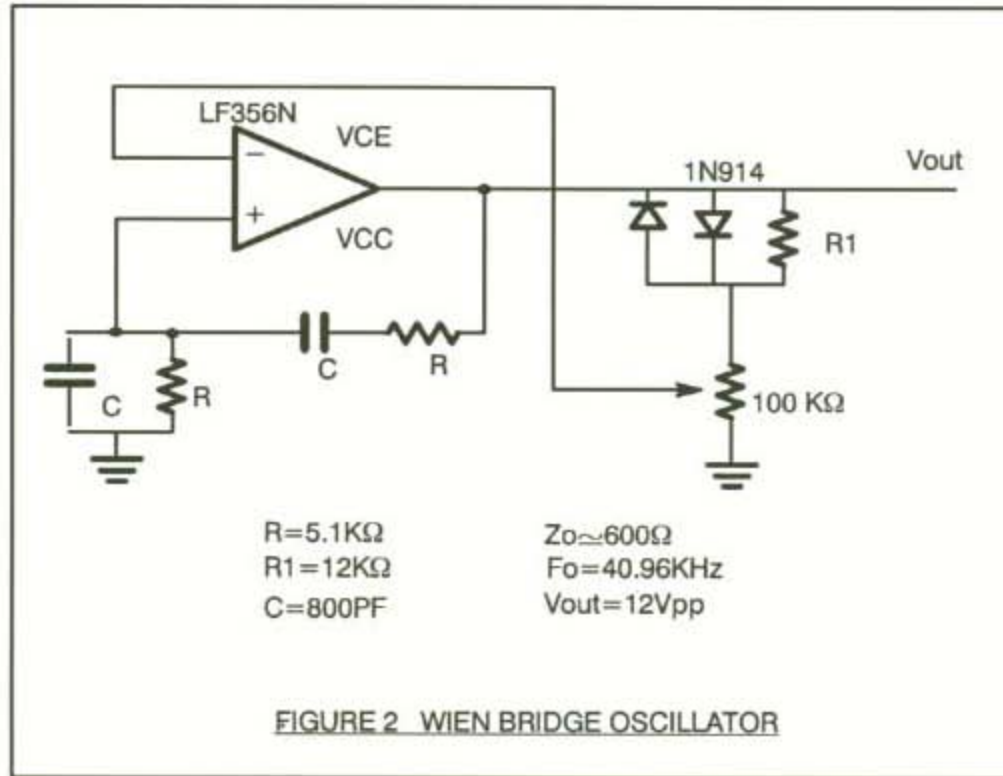 LF356N
VCE
1N914
Vout
−
+
VCC
R1
C
R
C
R
100 KΩ
R=5.1KΩ
Zo≃600Ω
R1=12KΩ
Fo=40.96KHz
C=800PF
Vout=12Vpp
FIGURE 2 WIEN BRIDGE OSCILLATOR